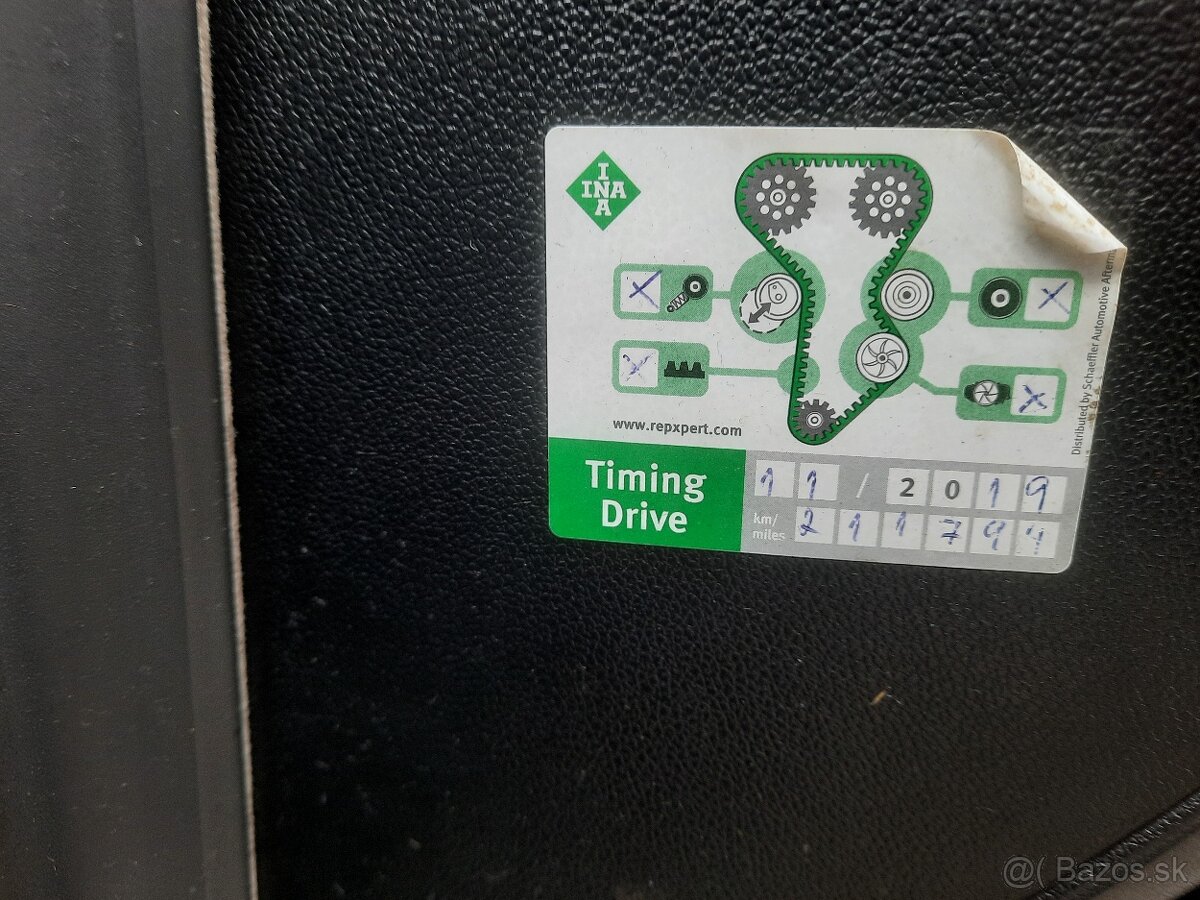 I
INA
A
X
X
X
X
www.repxpert.com
Distributed by Schaeffler Automotive Afterm
Timing
Drive
11 / 2019
km/
miles
211794
@( Bazos.sk